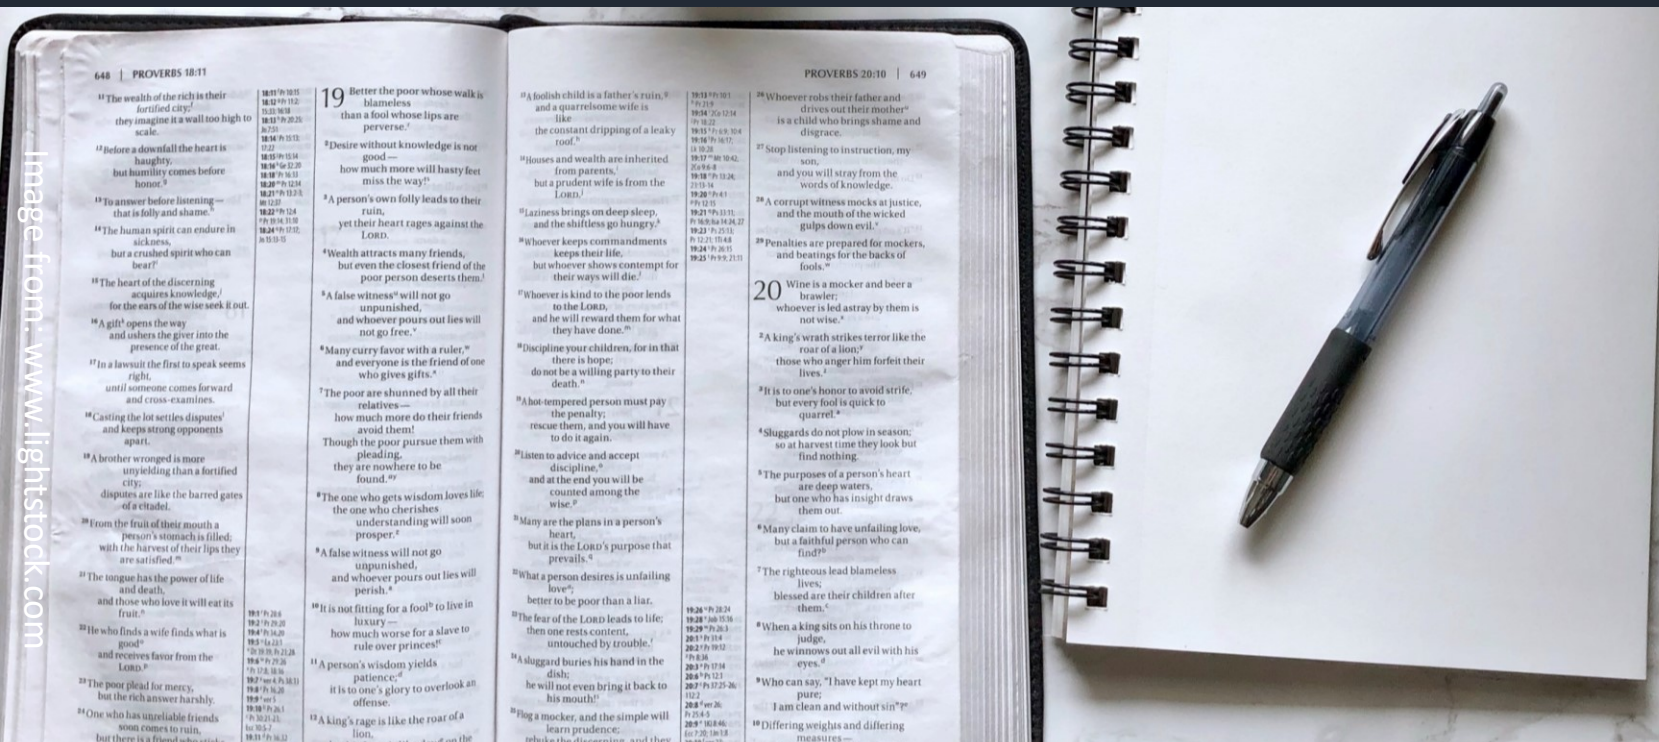 648 | PROVERBS 18:11
¹¹The wealth of the rich is their
fortified city;
they imagine it a wall too high to
scale.
¹²Before a downfall the heart is
haughty,
but humility comes before
honor.
¹³To answer before listening—
that is folly and shame.
¹⁴The human spirit can endure in
sickness,
but a crushed spirit who can
bear?
¹⁵The heart of the discerning
acquires knowledge,
for the ears of the wise seek it out.
¹⁶A gift opens the way
and ushers the giver into the
presence of the great.
¹⁷In a lawsuit the first to speak seems
right,
until someone comes forward
and cross-examines.
¹⁸Casting the lot settles disputes
and keeps strong opponents
apart.
¹⁹A brother wronged is more
unyielding than a fortified
city;
disputes are like the barred gates
of a citadel.
²⁰From the fruit of their mouth a
person's stomach is filled;
with the harvest of their lips they
are satisfied.
²¹The tongue has the power of life
and death,
and those who love it will eat its
fruit.
²²He who finds a wife finds what is
good
and receives favor from the
LORD.
²³The poor plead for mercy,
but the rich answer harshly.
²⁴One who has unreliable friends
soon comes to ruin,
but there is a friend who
19 Better the poor whose walk is
blameless
than a fool whose lips are
perverse.
²Desire without knowledge is not
good—
how much more will hasty feet
miss the way!
³A person's own folly leads to their
ruin,
yet their heart rages against the
LORD.
⁴Wealth attracts many friends,
but even the closest friend of the
poor person deserts them.
⁵A false witness will not go
unpunished,
and whoever pours out lies will
not go free.
⁶Many curry favor with a ruler,
and everyone is the friend of one
who gives gifts.
⁷The poor are shunned by all their
relatives—
how much more do their friends
avoid them!
Though the poor pursue them with
pleading,
they are nowhere to be
found.
⁸The one who gets wisdom loves life;
the one who cherishes
understanding will soon
prosper.
⁹A false witness will not go
unpunished,
and whoever pours out lies will
perish.
¹⁰It is not fitting for a fool to live in
luxury—
how much worse for a slave to
rule over princes!
¹¹A person's wisdom yields
patience;
it is to one's glory to overlook an
offense.
¹²A king's rage is like the roar of a
lion,
PROVERBS 20:10 | 649
¹³A foolish child is a father's ruin,
and a quarrelsome wife is
like
the constant dripping of a leaky
roof.
¹⁴Houses and wealth are inherited
from parents,
but a prudent wife is from the
LORD.
¹⁵Laziness brings on deep sleep,
and the shiftless go hungry.
¹⁶Whoever keeps commandments
keeps their life,
but whoever shows contempt for
their ways will die.
¹⁷Whoever is kind to the poor lends
to the LORD,
and he will reward them for what
they have done.
¹⁸Discipline your children, for in that
there is hope;
do not be a willing party to their
death.
¹⁹A hot-tempered person must pay
the penalty;
rescue them, and you will have
to do it again.
²⁰Listen to advice and accept
discipline,
and at the end you will be
counted among the
wise.
²¹Many are the plans in a person's
heart,
but it is the LORD's purpose that
prevails.
²²What a person desires is unfailing
love;
better to be poor than a liar.
²³The fear of the LORD leads to life;
then one rests content,
untouched by trouble.
²⁴A sluggard buries his hand in the
dish;
he will not even bring it back to
his mouth!
²⁵Flog a mocker, and the simple will
learn prudence;
rebuke the discerning, and they
²⁶Whoever robs their father and
drives out their mother
is a child who brings shame and
disgrace.
²⁷Stop listening to instruction, my
son,
and you will stray from the
words of knowledge.
²⁸A corrupt witness mocks at justice,
and the mouth of the wicked
gulps down evil.
²⁹Penalties are prepared for mockers,
and beatings for the backs of
fools.
20 Wine is a mocker and beer a
brawler;
whoever is led astray by them is
not wise.
²A king's wrath strikes terror like the
roar of a lion;
those who anger him forfeit their
lives.
³It is to one's honor to avoid strife,
but every fool is quick to
quarrel.
⁴Sluggards do not plow in season;
so at harvest time they look but
find nothing.
⁵The purposes of a person's heart
are deep waters,
but one who has insight draws
them out.
⁶Many claim to have unfailing love,
but a faithful person who can
find?
⁷The righteous lead blameless
lives;
blessed are their children after
them.
⁸When a king sits on his throne to
judge,
he winnows out all evil with his
eyes.
⁹Who can say, "I have kept my heart
pure;
I am clean and without sin"?
¹⁰Differing weights and differing
measures—
Image from: www.lightstock.com